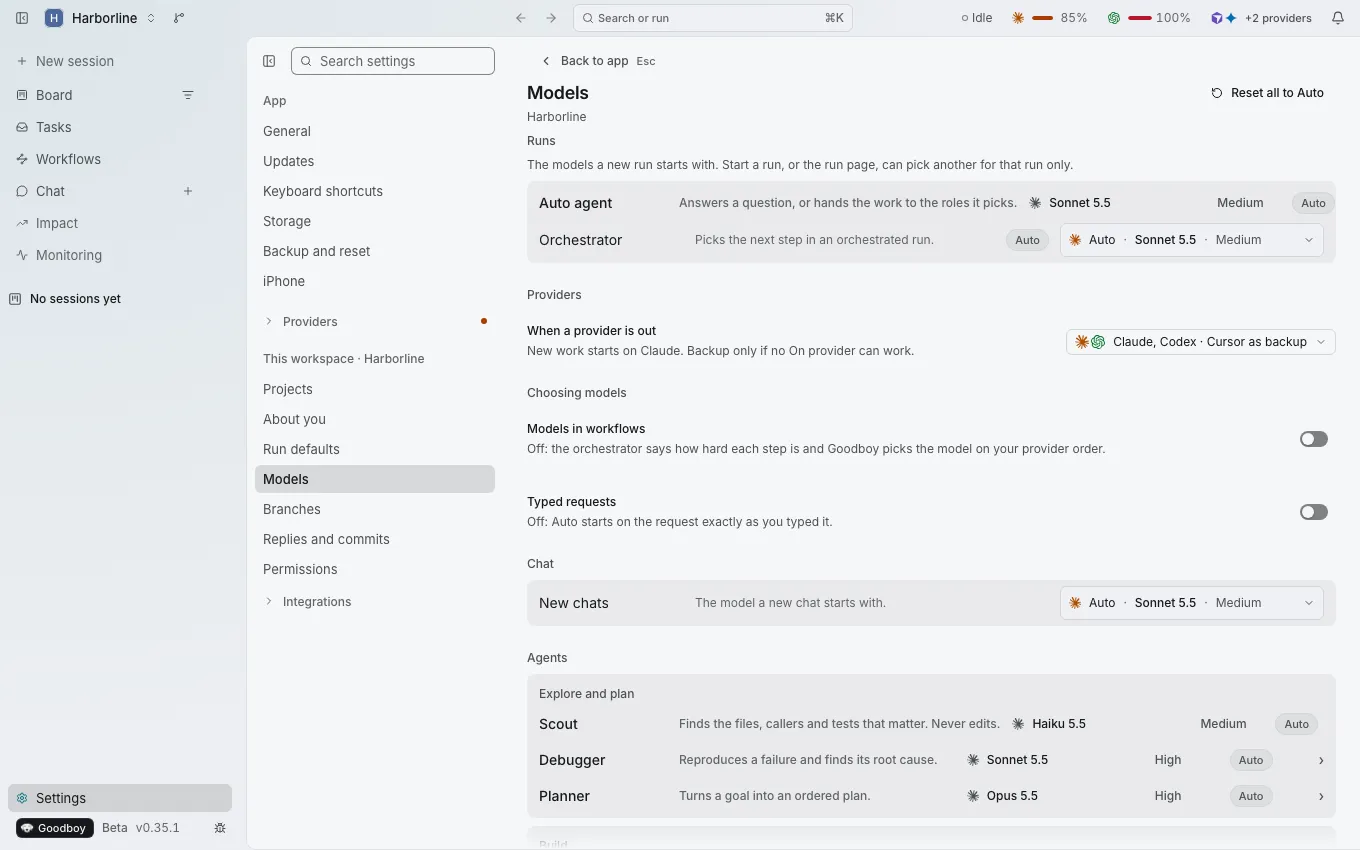 H Harborline
Search or run ⌘K
Idle 85% 100% +2 providers
New session
Board
Tasks
Workflows
Chat
Impact
Monitoring
No sessions yet
Settings
Goodboy Beta v0.35.1
Search settings
App
General
Updates
Keyboard shortcuts
Storage
Backup and reset
iPhone
Providers
This workspace · Harborline
Projects
About you
Run defaults
Models
Branches
Replies and commits
Permissions
Integrations
Back to app Esc
Models
Reset all to Auto
Harborline
Runs
The models a new run starts with. Start a run, or the run page, can pick another for that run only.
Auto agent Answers a question, or hands the work to the roles it picks. Sonnet 5.5 Medium Auto
Orchestrator Picks the next step in an orchestrated run. Auto Auto · Sonnet 5.5 · Medium
Providers
When a provider is out
New work starts on Claude. Backup only if no On provider can work.
Claude, Codex · Cursor as backup
Choosing models
Models in workflows
Off: the orchestrator says how hard each step is and Goodboy picks the model on your provider order.
Typed requests
Off: Auto starts on the request exactly as you typed it.
Chat
New chats The model a new chat starts with. Auto · Sonnet 5.5 · Medium
Agents
Explore and plan
Scout Finds the files, callers and tests that matter. Never edits. Haiku 5.5 Medium Auto
Debugger Reproduces a failure and finds its root cause. Sonnet 5.5 High Auto
Planner Turns a goal into an ordered plan. Opus 5.5 High Auto
Build